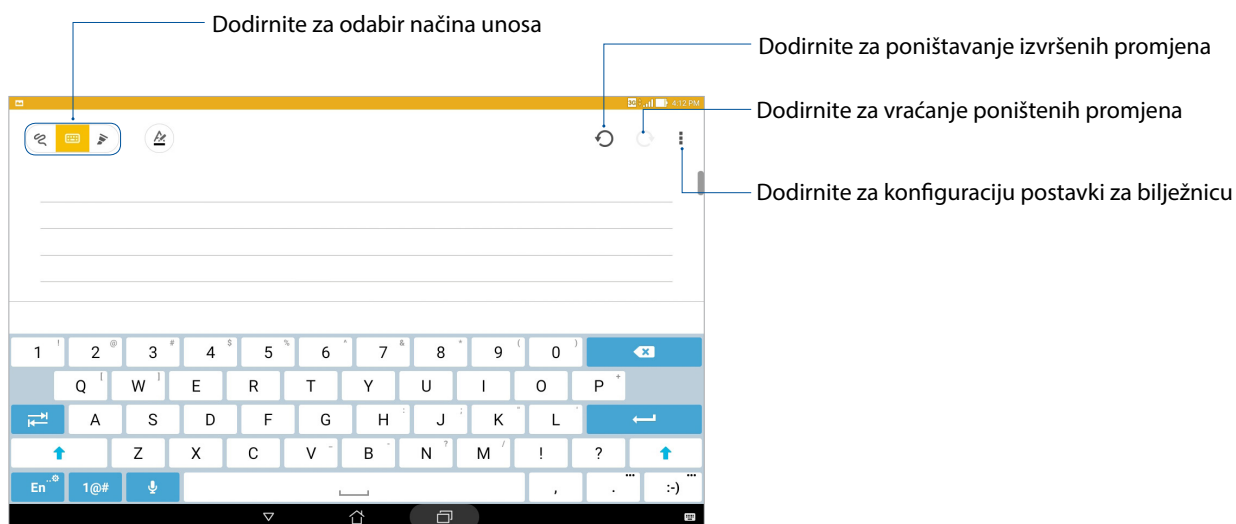 Dodirnite za odabir načina unosa
Dodirnite za poništavanje izvršenih promjena
Dodirnite za vraćanje poništenih promjena
Dodirnite za konfiguraciju postavki za bilježnicu
3G 4:12 PM
1 ! 2 @ 3 # 4 $ 5 % 6 ^ 7 & 8 * 9 ( 0 )
Q [ W ] E R T Y U I O P +
A S D F G H : J ; K " L '
Z X C V _ B - N ? M / ! ?
En 1@# , . :-)